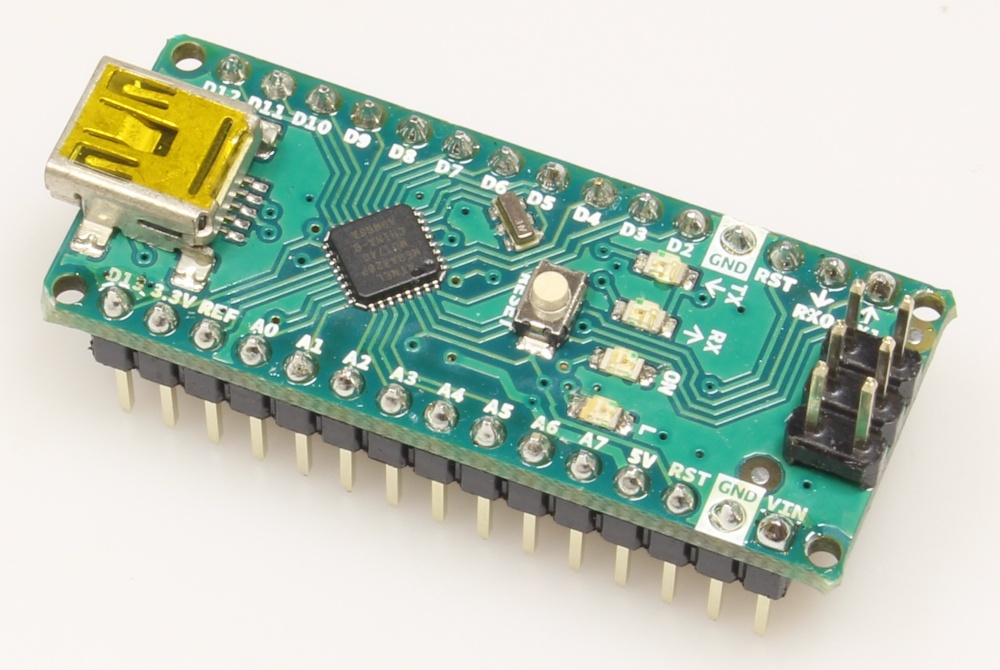 D12 D11 D10 D9 D8 D7 D6 D5 D4 D3 D2 GND RST RX0
TX
RX
ON
L
D13 3.3V REF A0 A1 A2 A3 A4 A5 A6 A7 5V RST GND VIN